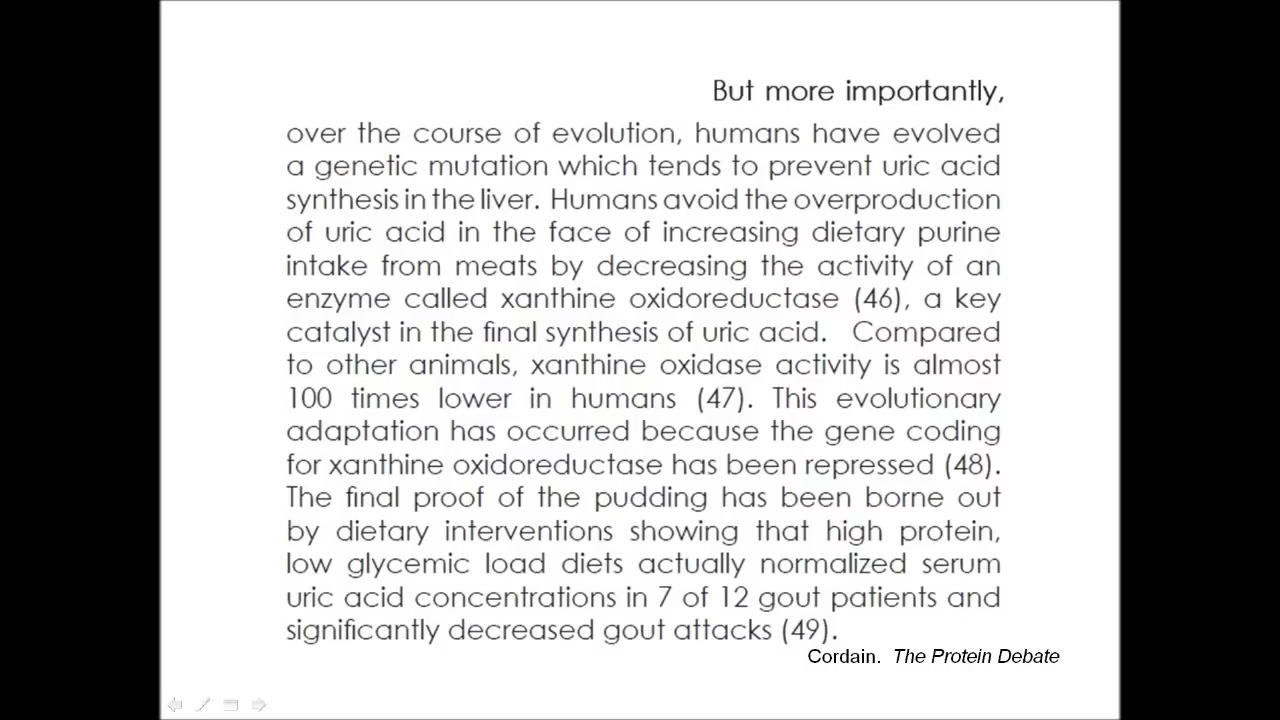 But more importantly,
over the course of evolution, humans have evolved
a genetic mutation which tends to prevent uric acid
synthesis in the liver. Humans avoid the overproduction
of uric acid in the face of increasing dietary purine
intake from meats by decreasing the activity of an
enzyme called xanthine oxidoreductase (46), a key
catalyst in the final synthesis of uric acid. Compared
to other animals, xanthine oxidase activity is almost
100 times lower in humans (47). This evolutionary
adaptation has occurred because the gene coding
for xanthine oxidoreductase has been repressed (48).
The final proof of the pudding has been borne out
by dietary interventions showing that high protein,
low glycemic load diets actually normalized serum
uric acid concentrations in 7 of 12 gout patients and
significantly decreased gout attacks (49).
Cordain. The Protein Debate